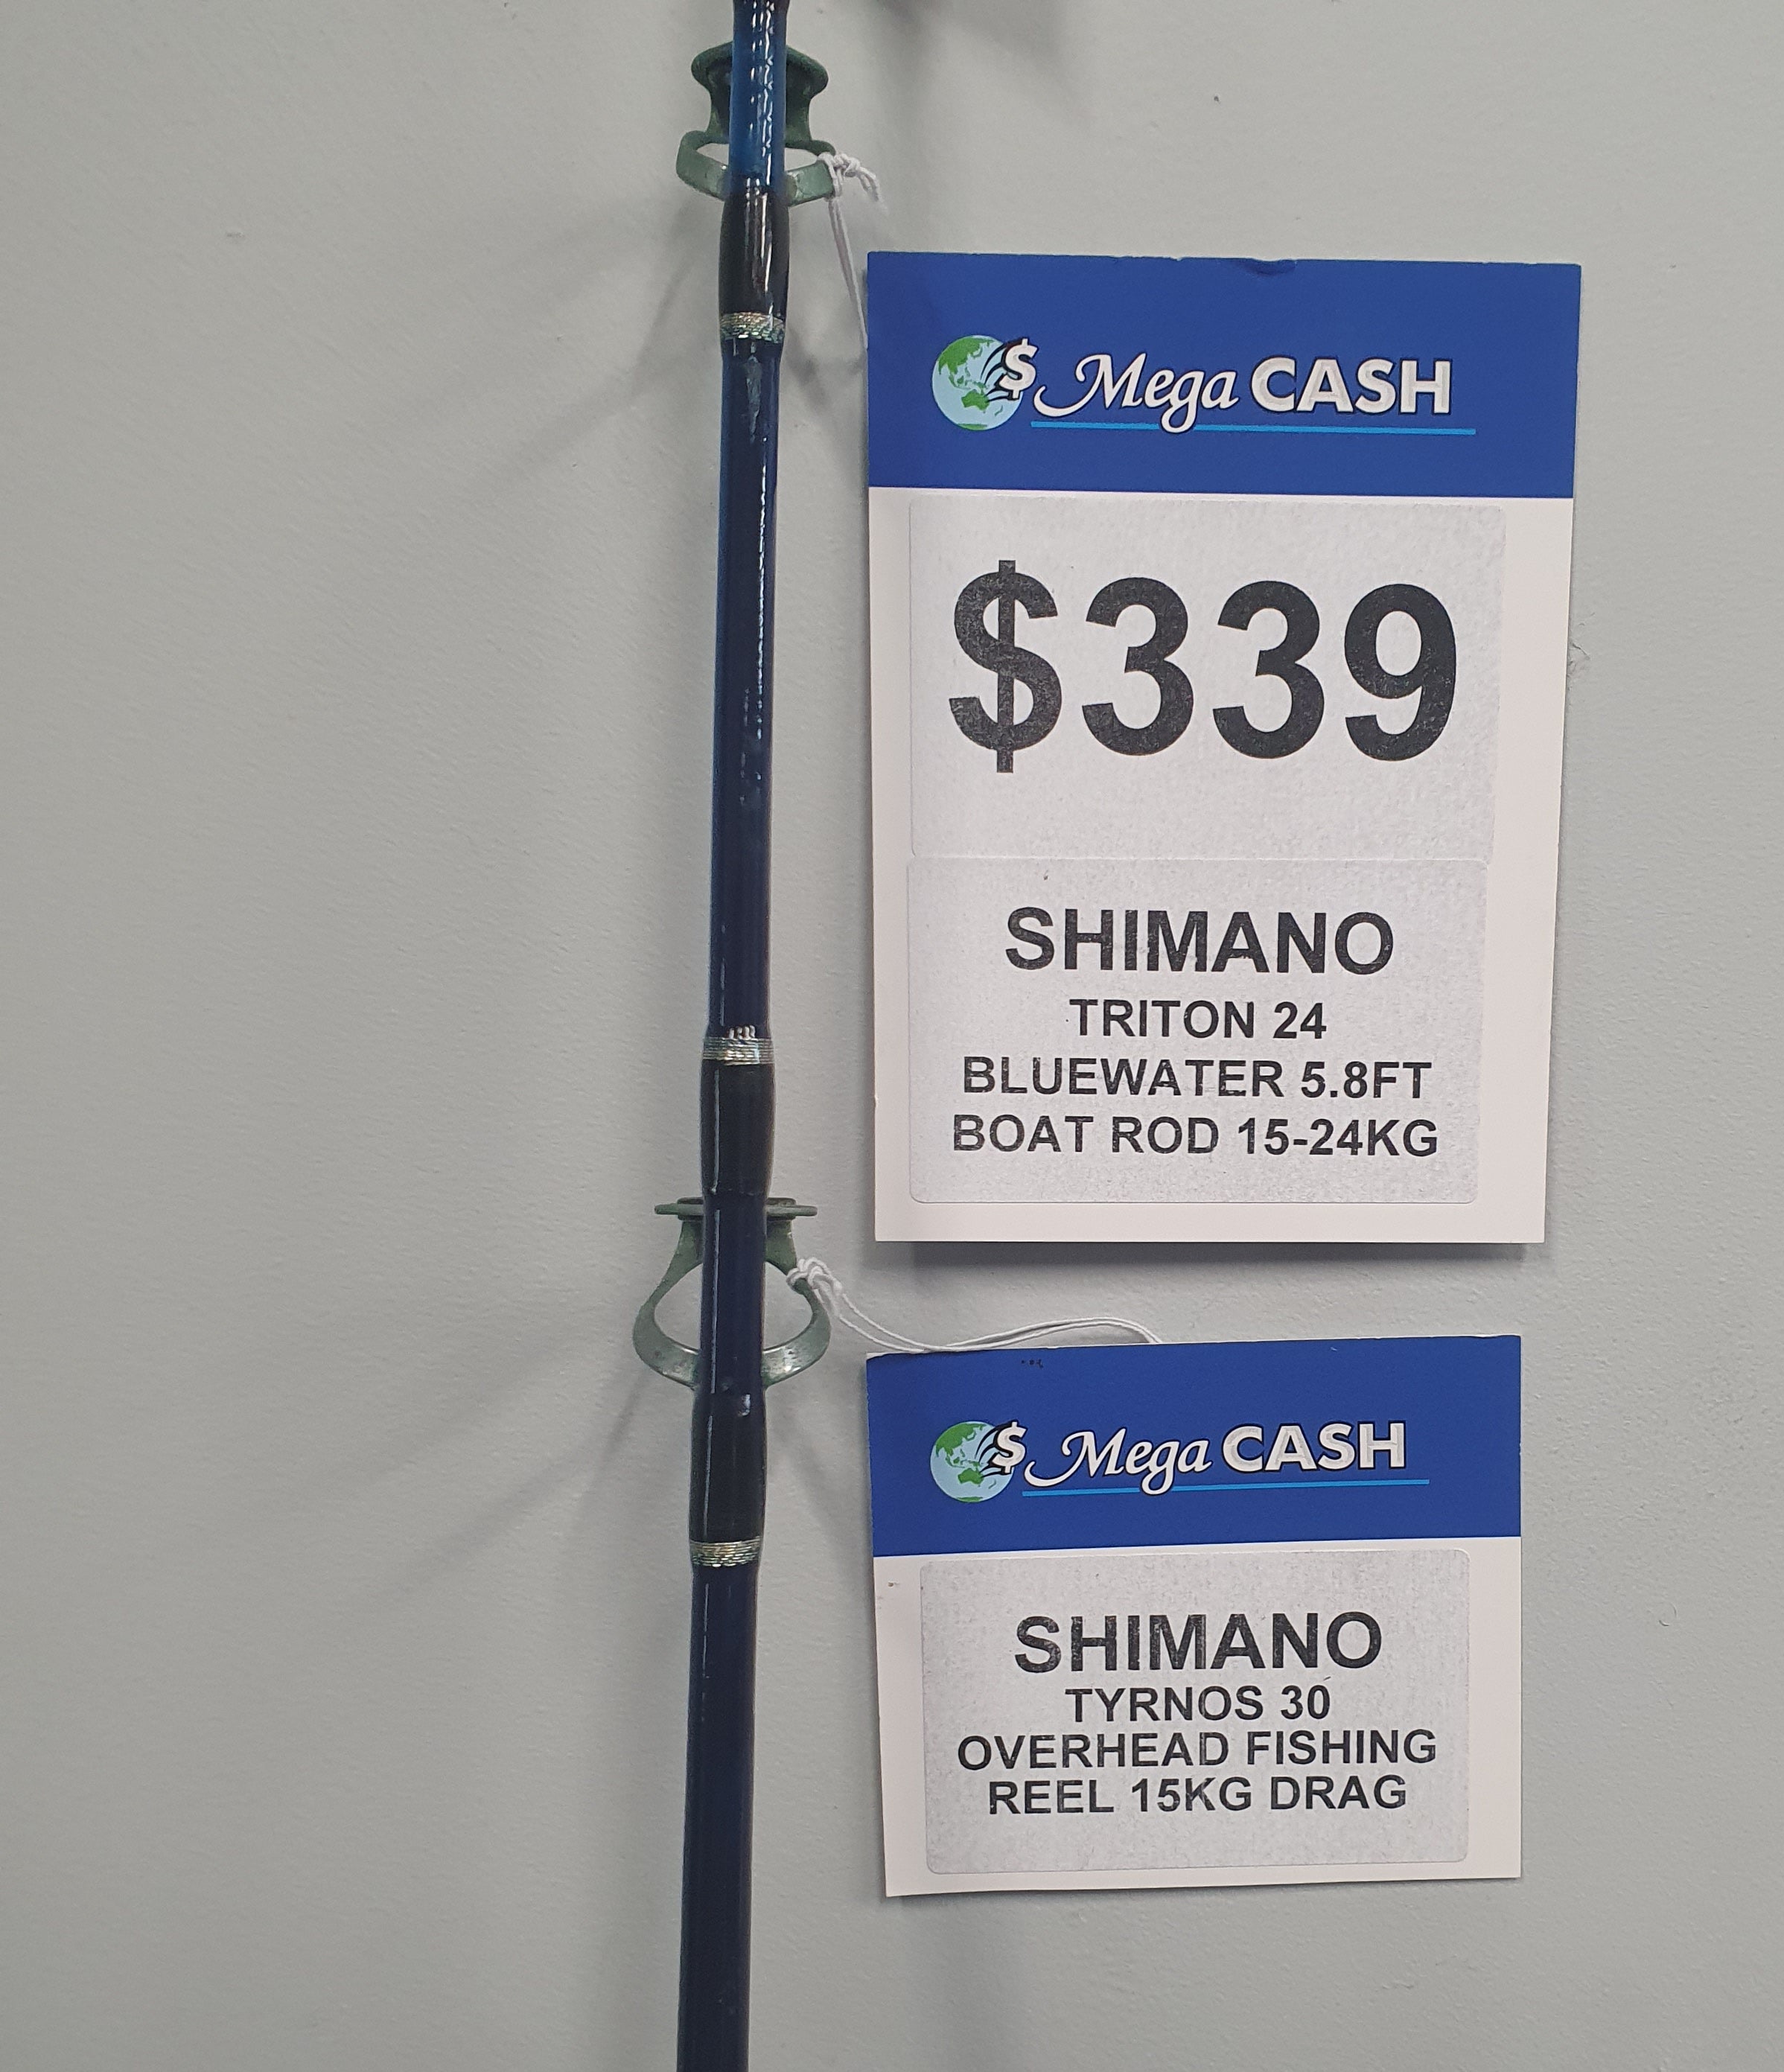 $ Mega CASH
$339
SHIMANO
TRITON 24
BLUEWATER 5.8FT
BOAT ROD 15-24KG
$ Mega CASH
SHIMANO
TYRNOS 30
OVERHEAD FISHING
REEL 15KG DRAG